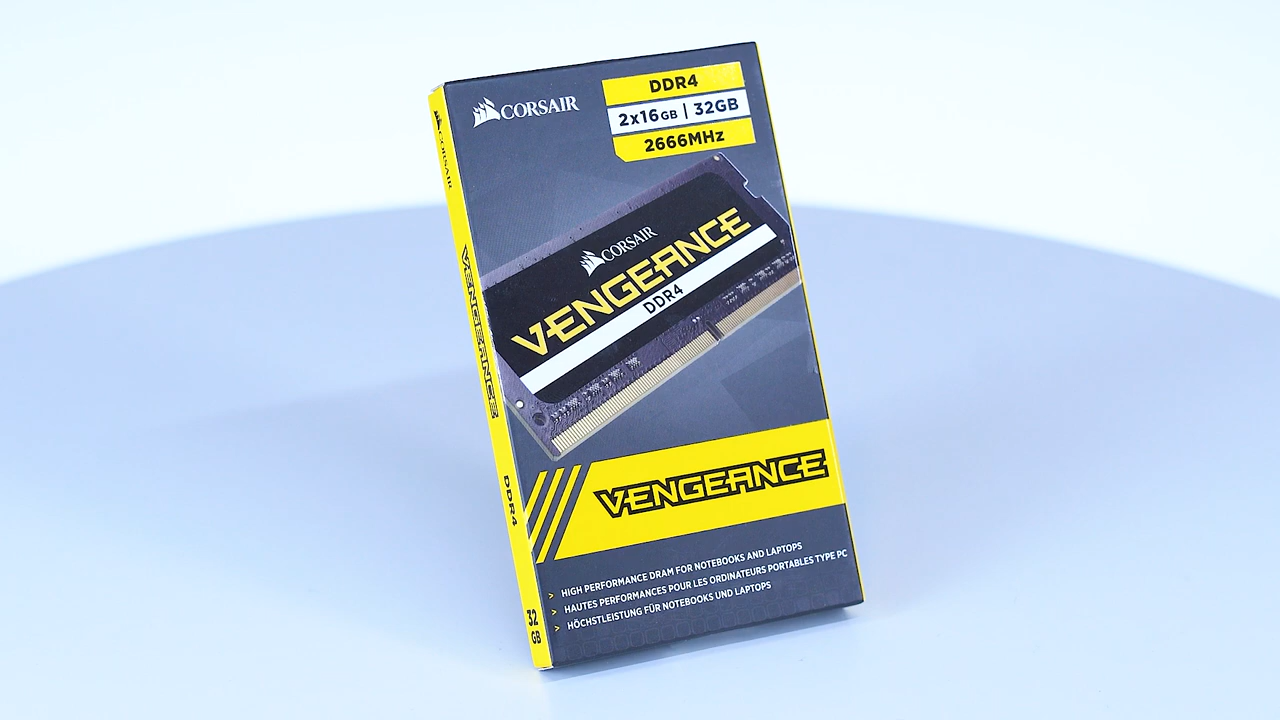 CORSAIR
DDR4
2x16GB | 32GB
2666MHz
CORSAIR
VENGEANCE
DDR4
VENGEANCE
> HIGH PERFORMANCE DRAM FOR NOTEBOOKS AND LAPTOPS
> HAUTES PERFORMANCES POUR LES ORDINATEURS PORTABLES TYPE PC
> HÖCHSTLEISTUNG FÜR NOTEBOOKS UND LAPTOPS
CORSAIR
VENGEANCE
DDR4
32
GB